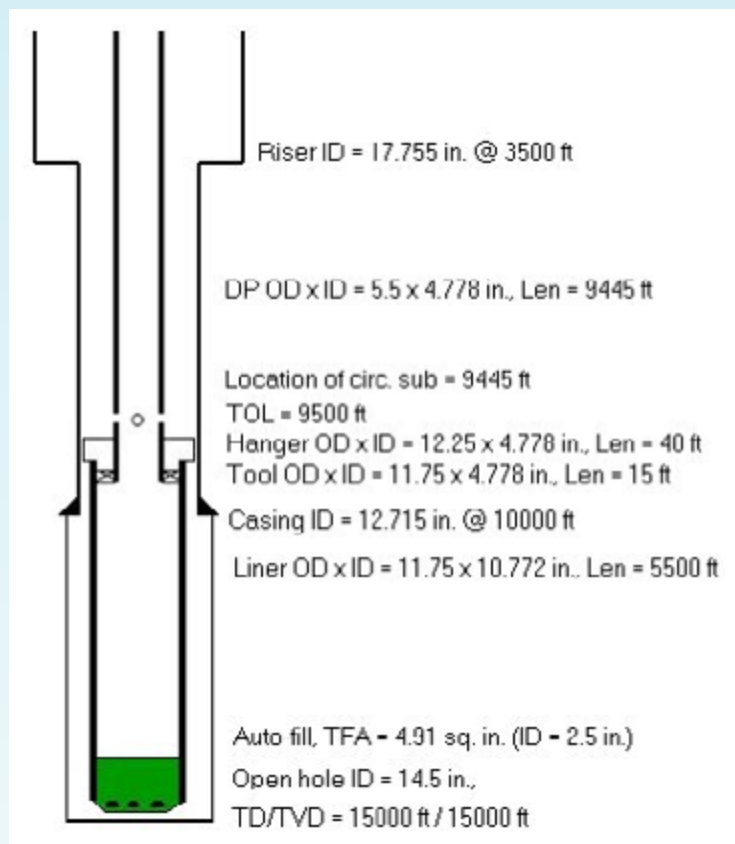 Riser ID = 17.755 in. @ 3500 ft
DP OD x ID = 5.5 x 4.778 in., Len = 9445 ft
Location of circ. sub = 9445 ft
TOL = 9500 ft
Hanger OD x ID = 12.25 x 4.778 in., Len = 40 ft
Tool OD x ID = 11.75 x 4.778 in., Len = 15 ft
Casing ID = 12.715 in. @ 10000 ft
Liner OD x ID = 11.75 x 10.772 in., Len = 5500 ft
Auto fill, TFA = 4.91 sq. in. (ID = 2.5 in.)
Open hole ID = 14.5 in.,
TD/TVD = 15000 ft / 15000 ft